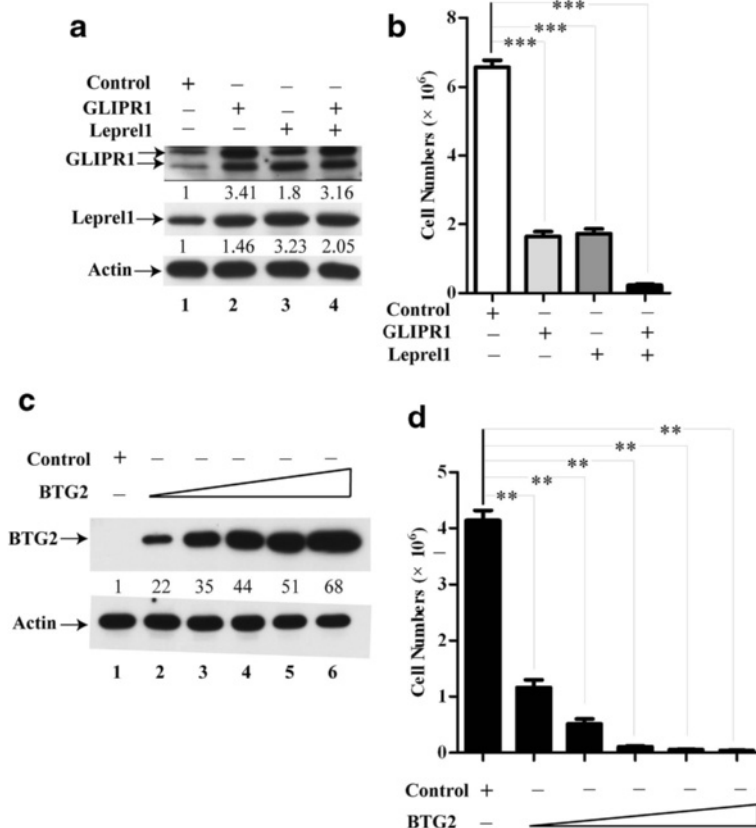 a
Control + – – –
GLIPR1 – + – +
Leprel1 – – + +
GLIPR1
1 3.41 1.8 3.16
Leprel1
1 1.46 3.23 2.05
Actin
1 2 3 4
b
***
***
***
Cell Numbers (× 10⁶)
8
6
4
2
0
Control + – – –
GLIPR1 – + – +
Leprel1 – – + +
c
Control + – – – – –
BTG2 –
BTG2
1 22 35 44 51 68
Actin
1 2 3 4 5 6
d
**
**
**
**
**
Cell Numbers (× 10⁶)
5
4
3
2
1
0
Control + – – – – –
BTG2 –